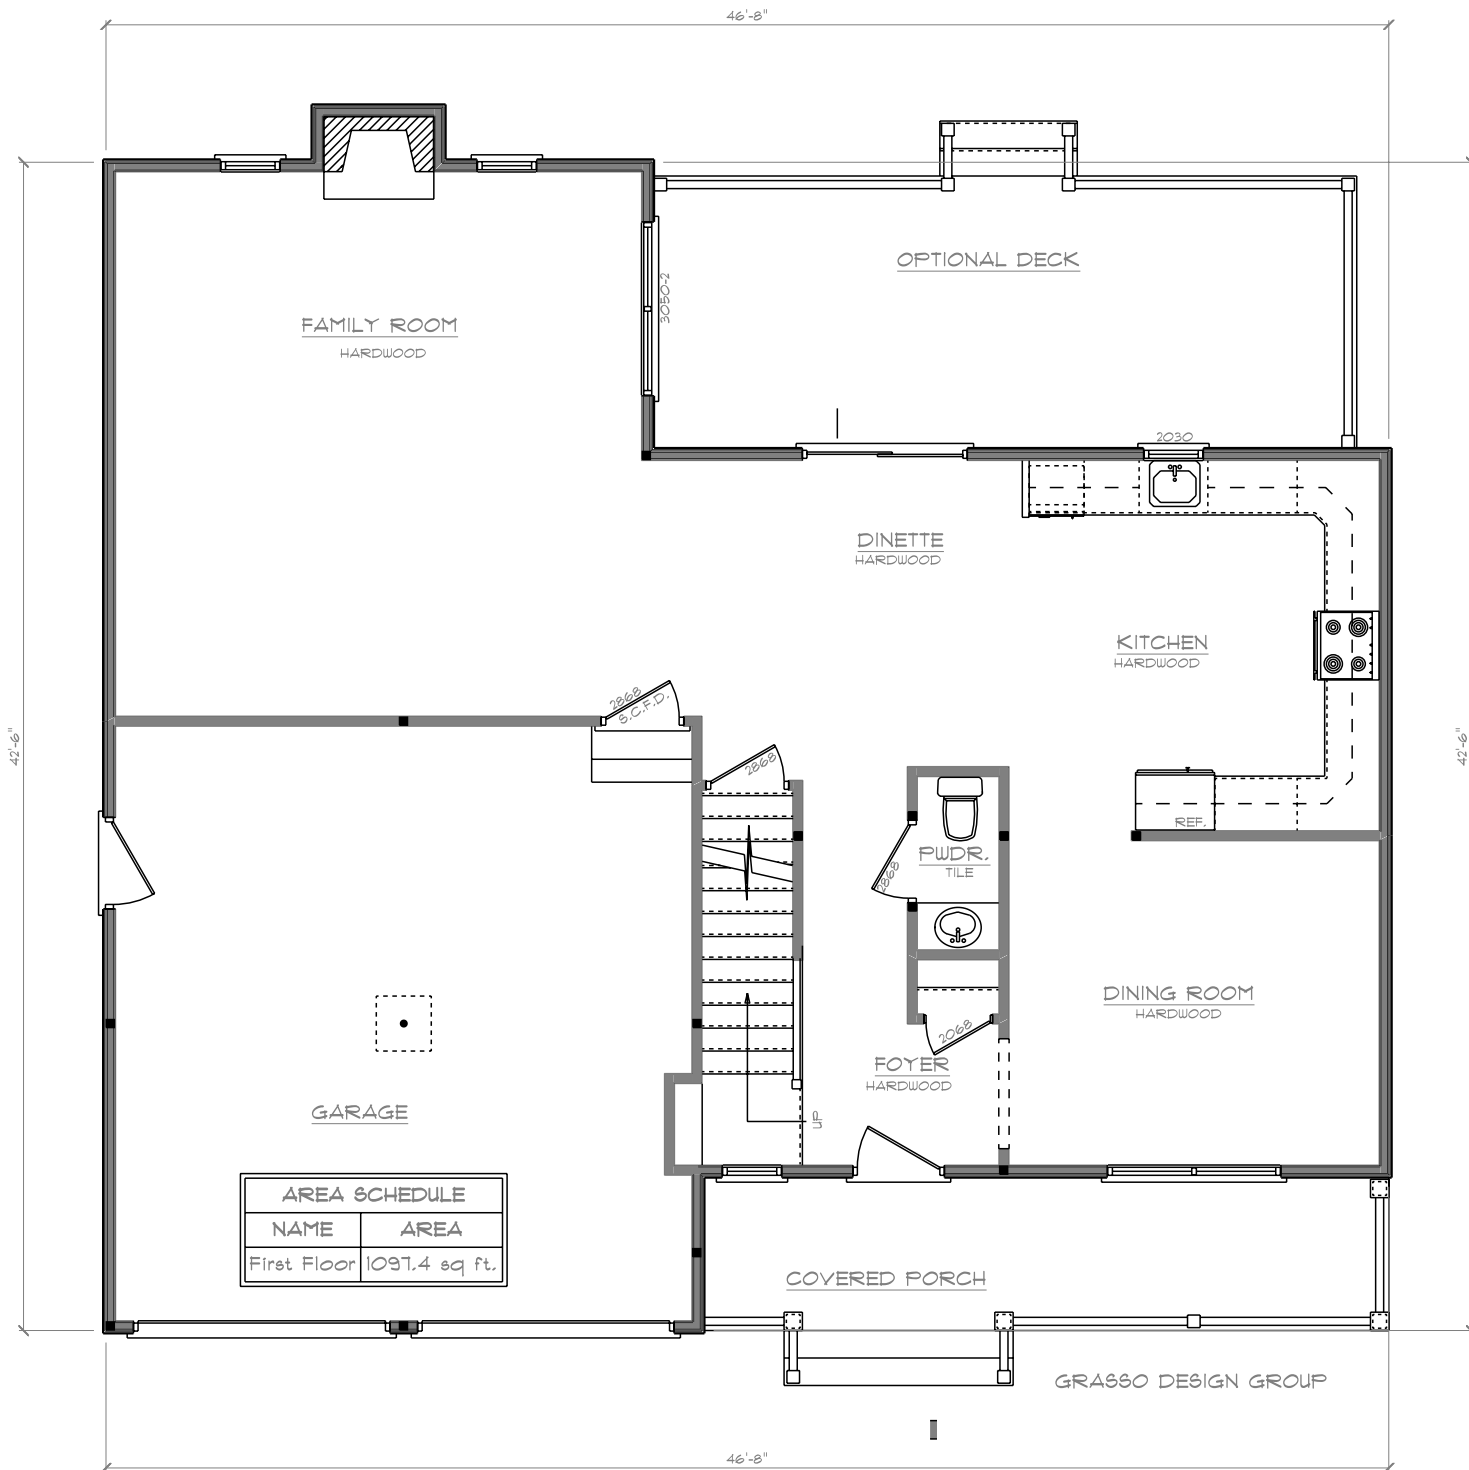 46'-8"
OPTIONAL DECK
3050-2
FAMILY ROOM
HARDWOOD
2030
DINETTE
HARDWOOD
KITCHEN
HARDWOOD
2868
S.C.F.D.
42'-6"
42'-6"
2868
REF.
PWDR.
TILE
2868
DINING ROOM
HARDWOOD
2068
FOYER
HARDWOOD
UP
GARAGE
AREA SCHEDULE
NAME AREA
First Floor 1097.4 sq ft.
COVERED PORCH
GRASSO DESIGN GROUP
46'-8"